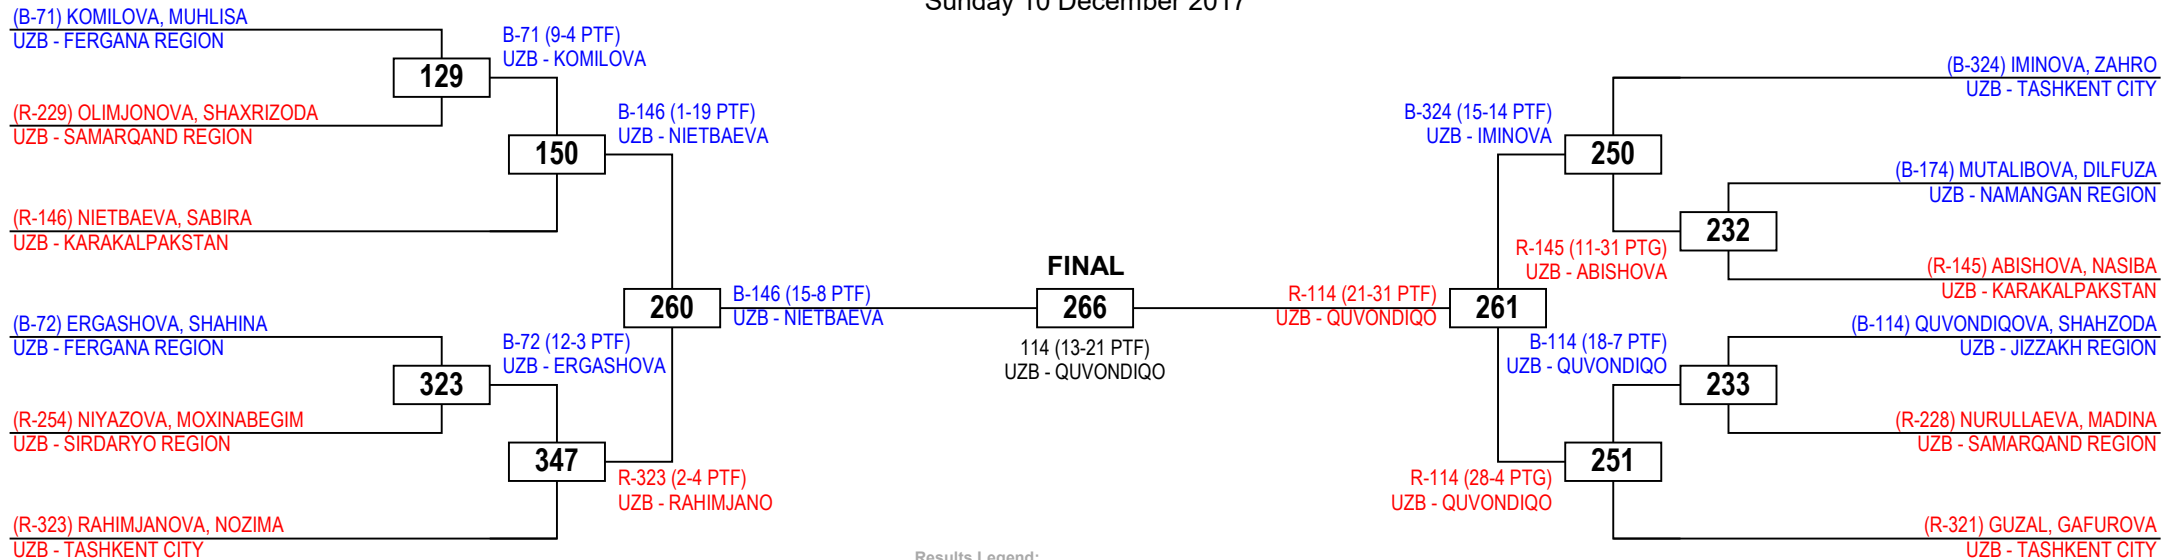 Sunday 10 December 2017
(B-71) KOMILOVA, MUHLISA
UZB - FERGANA REGION
129
(R-229) OLIMJONOVA, SHAXRIZODA
UZB - SAMARQAND REGION
B-71 (9-4 PTF)
UZB - KOMILOVA
150
(R-146) NIETBAEVA, SABIRA
UZB - KARAKALPAKSTAN
B-146 (1-19 PTF)
UZB - NIETBAEVA
260
(B-72) ERGASHOVA, SHAHINA
UZB - FERGANA REGION
323
(R-254) NIYAZOVA, MOXINABEGIM
UZB - SIRDARYO REGION
B-72 (12-3 PTF)
UZB - ERGASHOVA
347
(R-323) RAHIMJANOVA, NOZIMA
UZB - TASHKENT CITY
R-323 (2-4 PTF)
UZB - RAHIMJANO
B-146 (15-8 PTF)
UZB - NIETBAEVA
FINAL
266
114 (13-21 PTF)
UZB - QUVONDIQO
R-114 (21-31 PTF)
UZB - QUVONDIQO
261
B-324 (15-14 PTF)
UZB - IMINOVA
250
(B-324) IMINOVA, ZAHRO
UZB - TASHKENT CITY
(B-174) MUTALIBOVA, DILFUZA
UZB - NAMANGAN REGION
232
R-145 (11-31 PTG)
UZB - ABISHOVA
(R-145) ABISHOVA, NASIBA
UZB - KARAKALPAKSTAN
(B-114) QUVONDIQOVA, SHAHZODA
UZB - JIZZAKH REGION
B-114 (18-7 PTF)
UZB - QUVONDIQO
233
(R-228) NURULLAEVA, MADINA
UZB - SAMARQAND REGION
251
R-114 (28-4 PTG)
UZB - QUVONDIQO
(R-321) GUZAL, GAFUROVA
UZB - TASHKENT CITY
Results Legend: